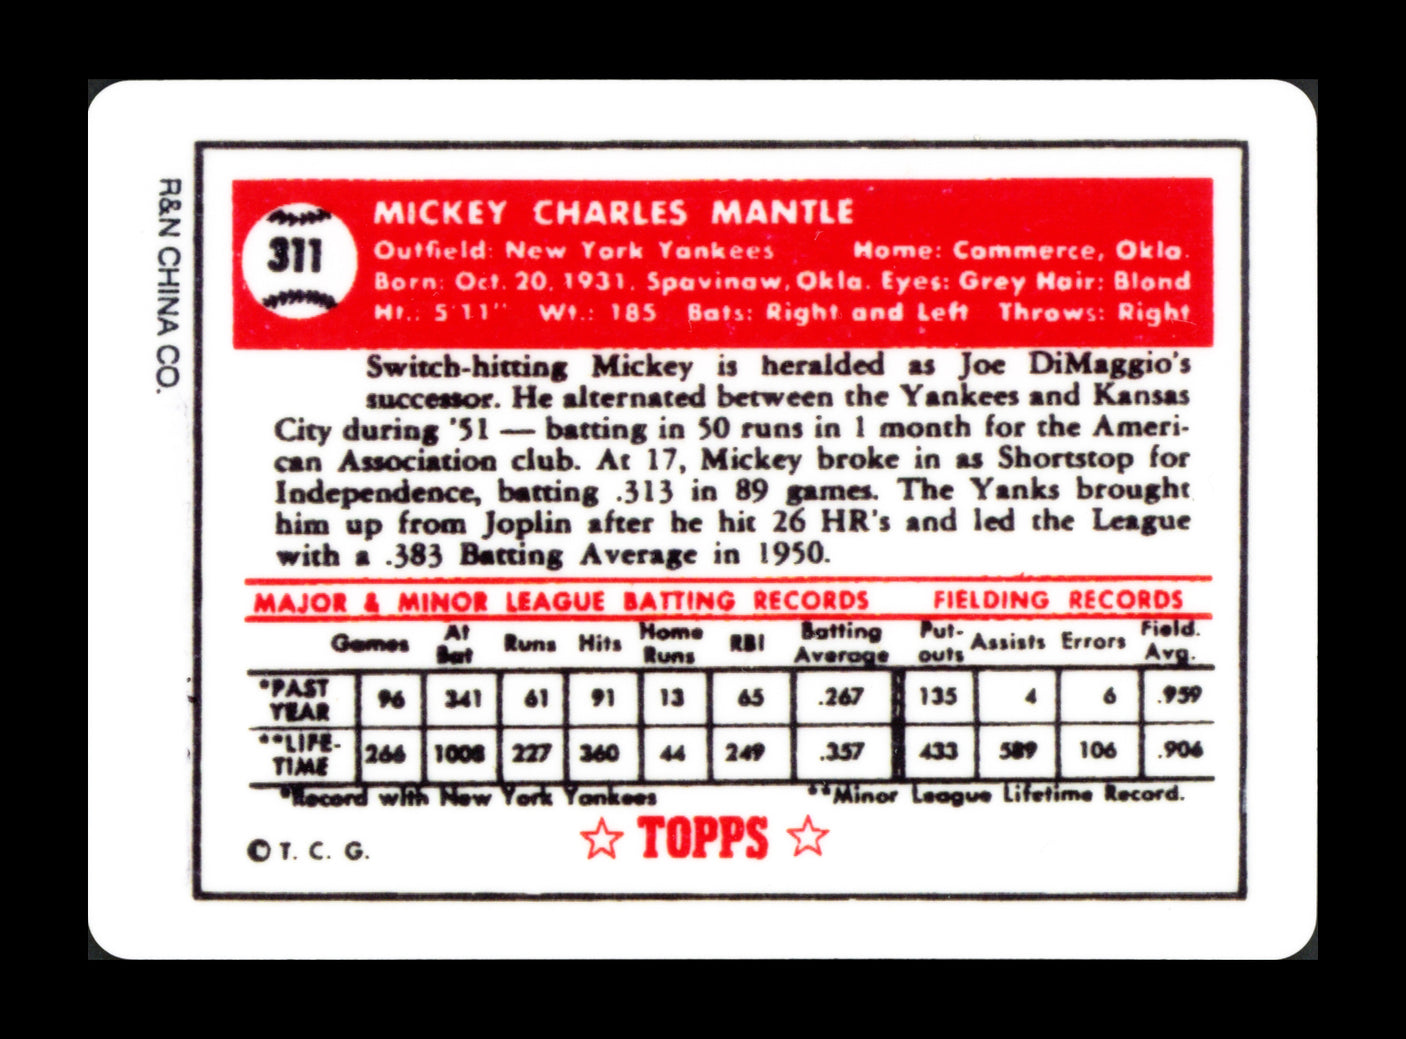 R&N CHINA CO.
311
MICKEY CHARLES MANTLE
Outfield: New York Yankees Home: Commerce, Okla.
Born: Oct. 20, 1931, Spavinaw, Okla. Eyes: Grey Hair: Blond
Ht.: 5'11" Wt.: 185 Bats: Right and Left Throws: Right
Switch-hitting Mickey is heralded as Joe DiMaggio's
successor. He alternated between the Yankees and Kansas
City during '51 — batting in 50 runs in 1 month for the Ameri-
can Association club. At 17, Mickey broke in as Shortstop for
Independence, batting .313 in 89 games. The Yanks brought
him up from Joplin after he hit 26 HR's and led the League
with a .383 Batting Average in 1950.
MAJOR & MINOR LEAGUE BATTING RECORDS FIELDING RECORDS
Games At Bat Runs Hits Home Runs RBI Batting Average Put-outs Assists Errors Field. Avg.
*PAST YEAR 96 341 61 91 13 65 .267 135 4 6 .959
**LIFE-TIME 266 1008 227 360 44 249 .357 433 589 106 .906
*Record with New York Yankees **Minor League Lifetime Record.
☆ TOPPS ☆
© T. C. G.